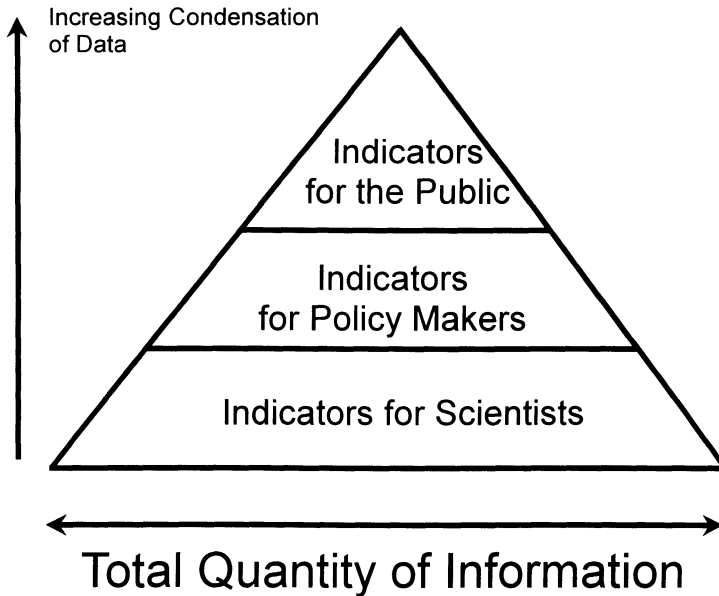 Increasing Condensation
of Data
Indicators
for the Public
Indicators
for Policy Makers
Indicators for Scientists
Total Quantity of Information